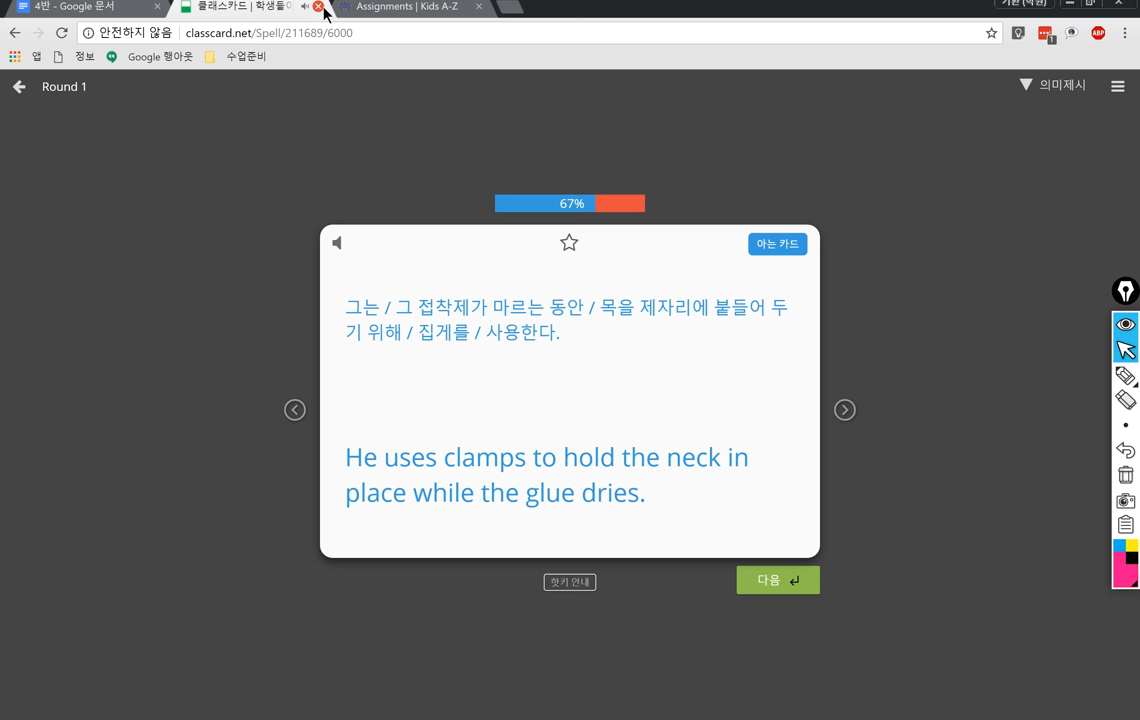 4반 - Google 문서
클래스카드 | 학생들이
Assignments | Kids A-Z
안전하지 않음
classcard.net/Spell/211689/6000
1
ABP
앱
정보
Google 행아웃
수업준비
Round 1
의미제시
67%
아는 카드
그는 / 그 접착제가 마르는 동안 / 목을 제자리에 붙들어 두
기 위해 / 집게를 / 사용한다.
He uses clamps to hold the neck in
place while the glue dries.
핫키 안내
다음